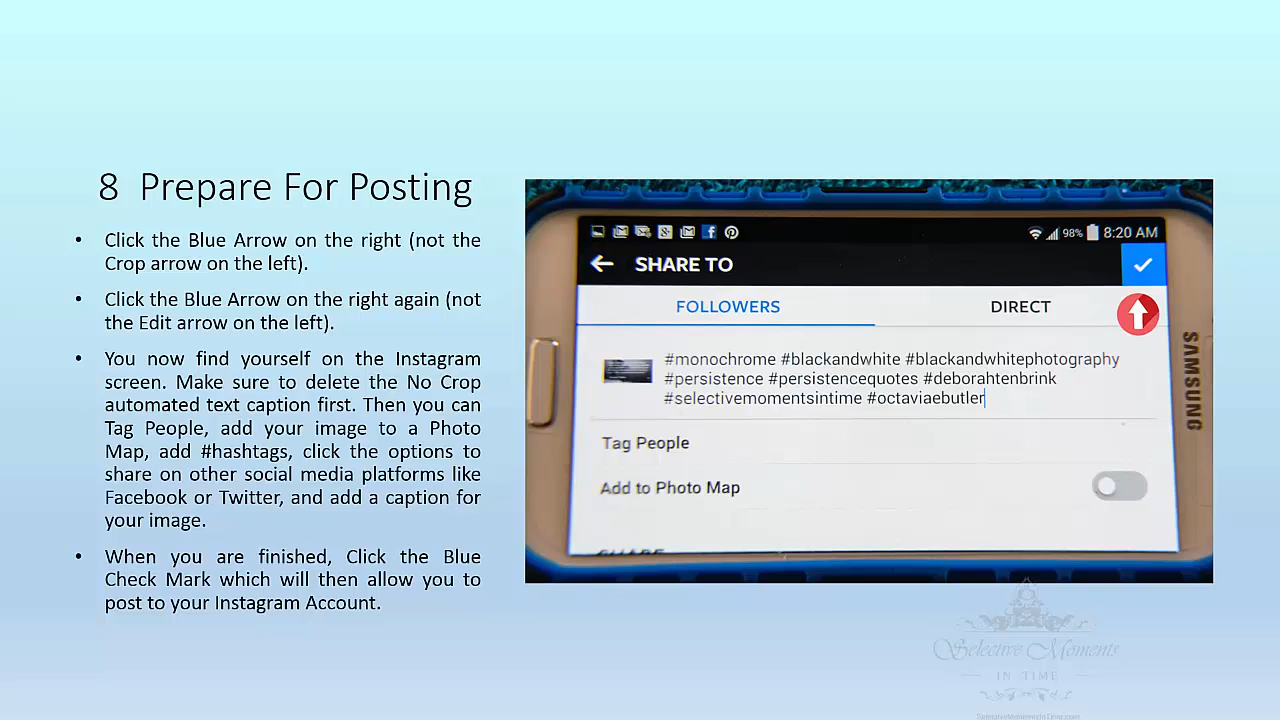 8 Prepare For Posting
• Click the Blue Arrow on the right (not the
Crop arrow on the left).
• Click the Blue Arrow on the right again (not
the Edit arrow on the left).
• You now find yourself on the Instagram
screen. Make sure to delete the No Crop
automated text caption first. Then you can
Tag People, add your image to a Photo
Map, add #hashtags, click the options to
share on other social media platforms like
Facebook or Twitter, and add a caption for
your image.
• When you are finished, Click the Blue
Check Mark which will then allow you to
post to your Instagram Account.
98% 8:20 AM
SHARE TO
FOLLOWERS DIRECT
#monochrome #blackandwhite #blackandwhitephotography
#persistence #persistencequotes #deborahtenbrink
#selectivemomentsintime #octaviaebutler
Tag People
Add to Photo Map
SHARE
SAMSUNG
Selective Moments
IN TIME
SelectiveMomentsInTime.com